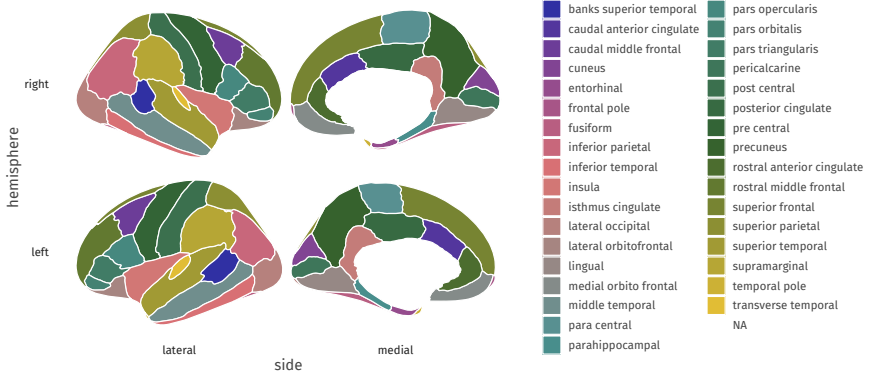 hemisphere
right
left
lateral
medial
side
banks superior temporal
caudal anterior cingulate
caudal middle frontal
cuneus
entorhinal
frontal pole
fusiform
inferior parietal
inferior temporal
insula
isthmus cingulate
lateral occipital
lateral orbitofrontal
lingual
medial orbito frontal
middle temporal
para central
parahippocampal
pars opercularis
pars orbitalis
pars triangularis
pericalcarine
post central
posterior cingulate
pre central
precuneus
rostral anterior cingulate
rostral middle frontal
superior frontal
superior parietal
superior temporal
supramarginal
temporal pole
transverse temporal
NA